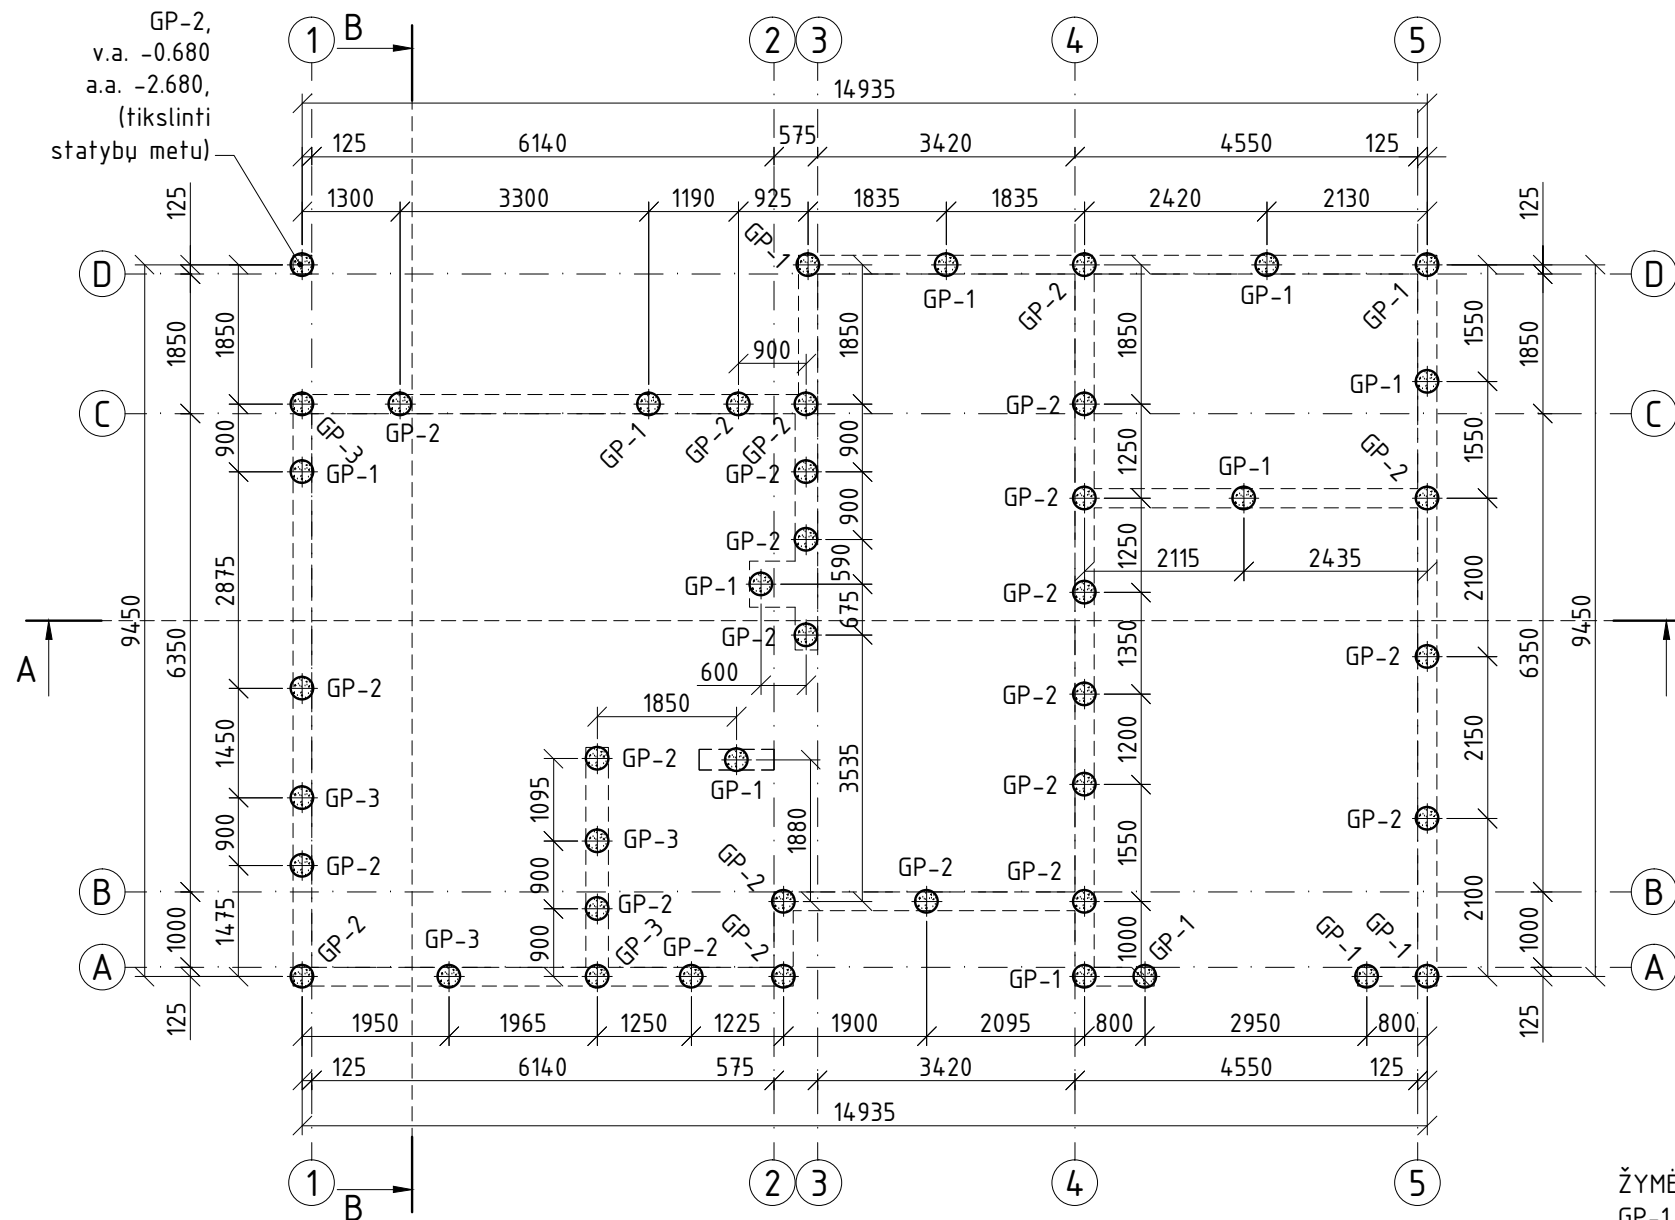 GP-2,
v.a. -0.680
a.a. -2.680,
(tikslinti
statybų metu)
1 B 2 3 4 5
14935
125 6140 575 3420 4550 125
1300 3300 1190 925 1835 1835 2420 2130
125 125
D GP-1 GP-1 GP-2 GP-1 GP-1 D
1850 1850 900 1850 1850 1550 1850
GP-1
C GP-3 GP-2 GP-1 GP-2 GP-2 GP-2 C
900 GP-1 GP-2 900 1250 GP-1 GP-2 1550
GP-2
GP-2 900 1250 2115 2435
2875 GP-1 590 GP-2 2100
9450 6350 675 6350 9450
A GP-2 1350 GP-2
600
GP-2 1850 GP-2
1450 GP-2 GP-1 3535 1200 2150
GP-3 1095 GP-2
900 GP-3 1880 GP-2
GP-2 900 GP-2 GP-2 GP-2 1550
B GP-2 B
1000 1475 GP-2 GP-3 900 GP-3 GP-2 GP-2 1000 GP-1 GP-1 GP-1 2100 1000
A GP-1 A
125 1950 1965 1250 1225 1900 2095 800 2950 800 125
125 6140 575 3420 4550 125
14935
1 B 2 3 4 5
ŽYMĖ
GP-1